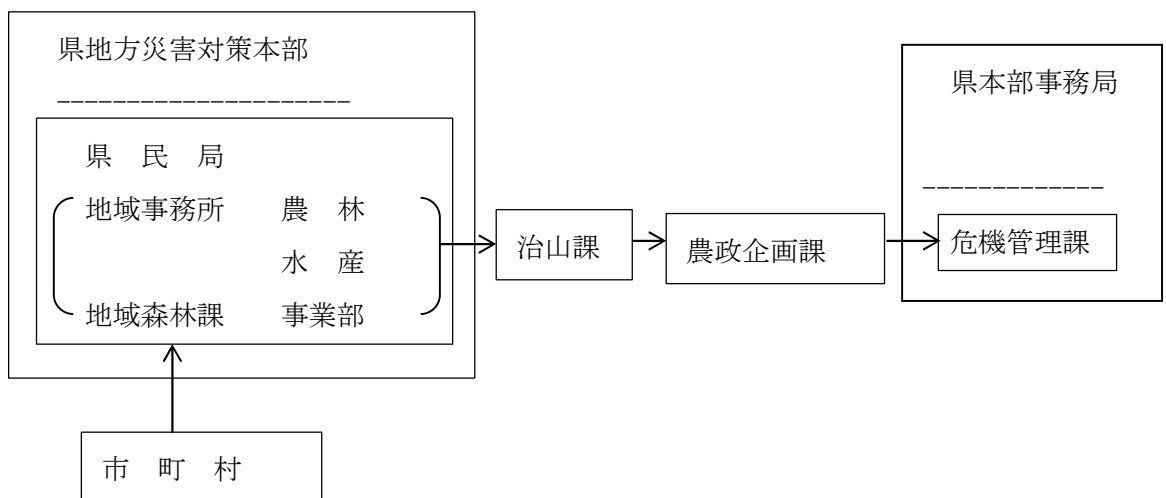 県地方災害対策本部
県本部事務局
県 民 局
地域事務所 農 林
水 産
地域森林課 事業部
治山課
農政企画課
危機管理課
市 町 村